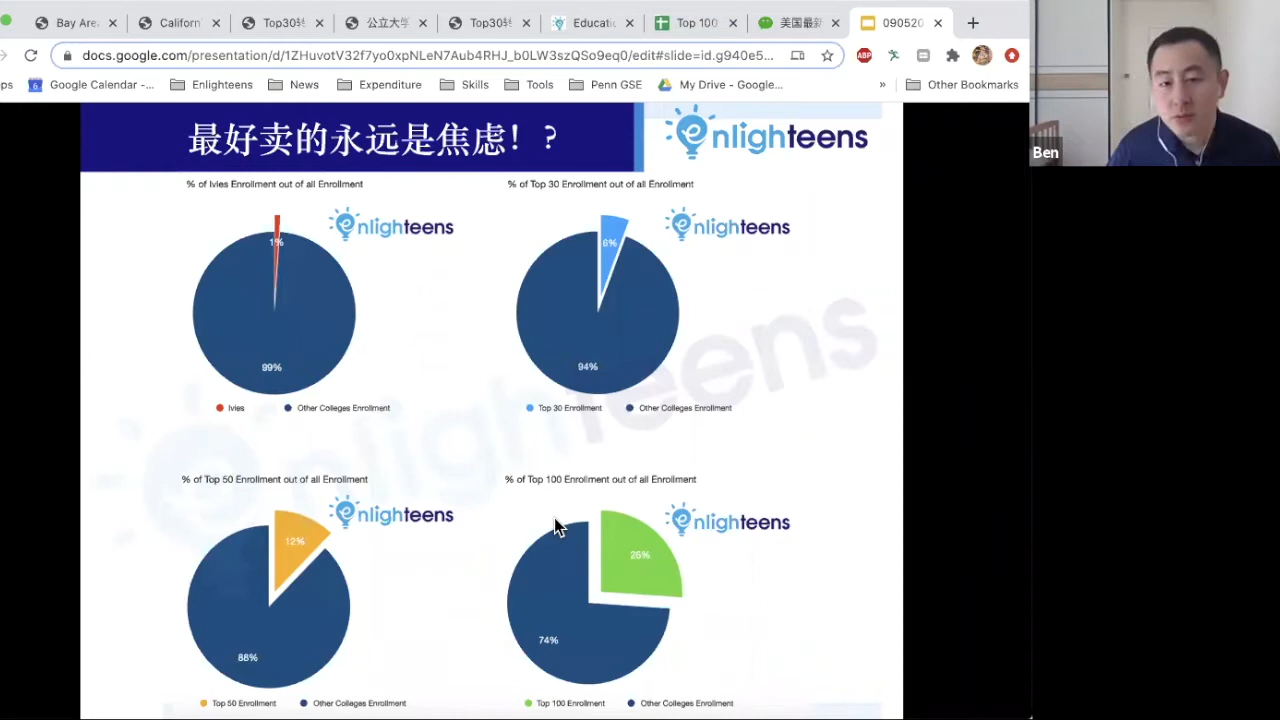 Bay Are.
Californ
Top30
公立大学
Top30
Educati
Top 100
美国最新
090520
docs.google.com/presentation/d/1ZHuvotV32f7yo0xpNLeN7Aub4RHJ_b0LW3szQSo9eq0/edit#slide=id.g940e5...
ABP
ps
Google Calendar -...
Enlighteens
News
Expenditure
Skills
Tools
Penn GSE
My Drive - Google...
»
Other Bookmarks
最好卖的永远是焦虑！？
enlighteens
Ben
% of Ivies Enrollment out of all Enrollment
% of Top 30 Enrollment out of all Enrollment
enlighteens
enlighteens
1%
6%
99%
94%
Ivies
Other Colleges Enrollment
Top 30 Enrollment
Other Colleges Enrollment
enlighteens
% of Top 50 Enrollment out of all Enrollment
% of Top 100 Enrollment out of all Enrollment
enlighteens
enlighteens
12%
26%
88%
74%
Top 50 Enrollment
Other Colleges Enrollment
Top 100 Enrollment
Other Colleges Enrollment